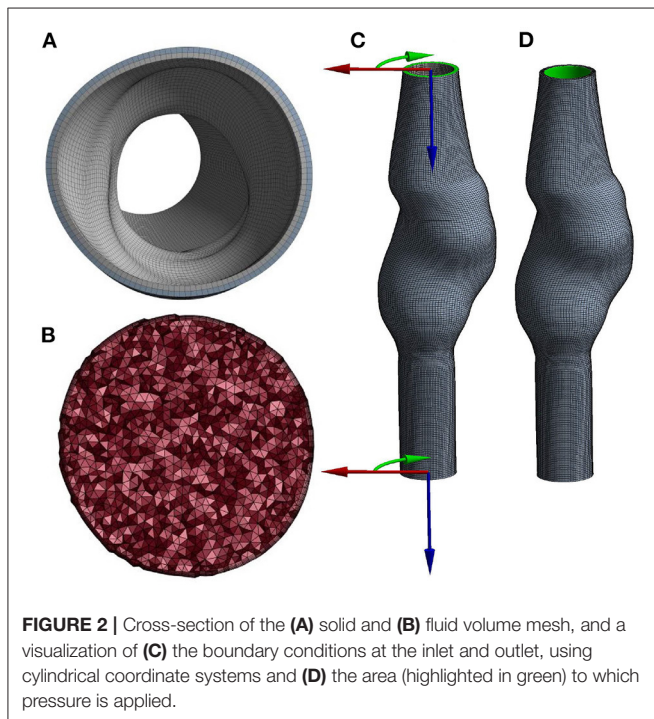 A
C
D
B
FIGURE 2 | Cross-section of the (A) solid and (B) fluid volume mesh, and a
visualization of (C) the boundary conditions at the inlet and outlet, using
cylindrical coordinate systems and (D) the area (highlighted in green) to which
pressure is applied.